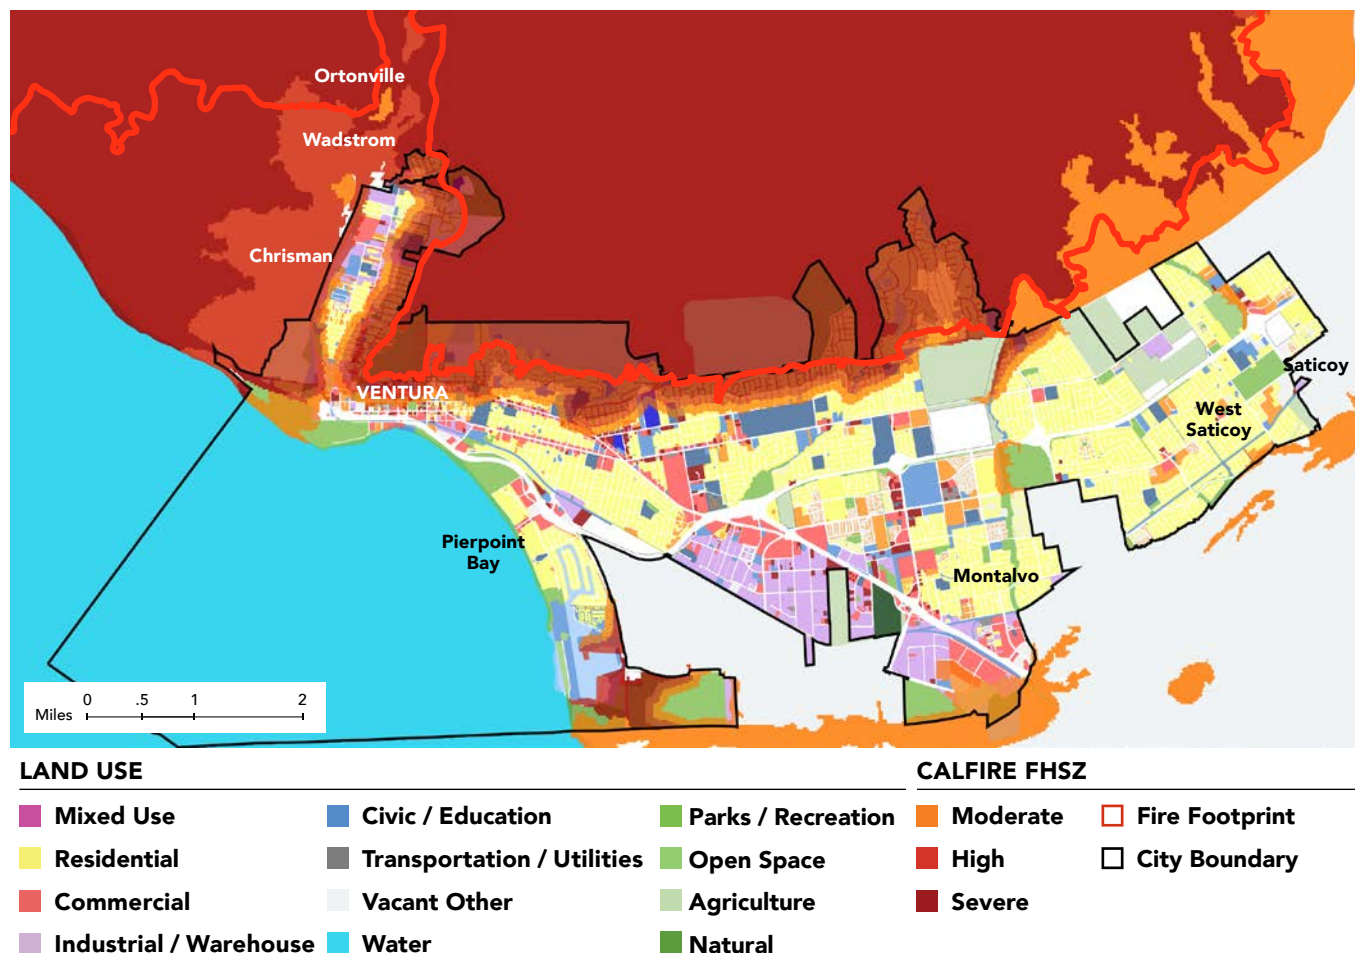 Ortonville
Wadstrom
Chrisman
VENTURA
Saticoy
West
Saticoy
Pierpoint
Bay
Montalvo
0 .5 1 2
Miles
LAND USE
Mixed Use
Residential
Commercial
Industrial / Warehouse
Civic / Education
Transportation / Utilities
Vacant Other
Water
Parks / Recreation
Open Space
Agriculture
Natural
CALFIRE FHSZ
Moderate
High
Severe
Fire Footprint
City Boundary